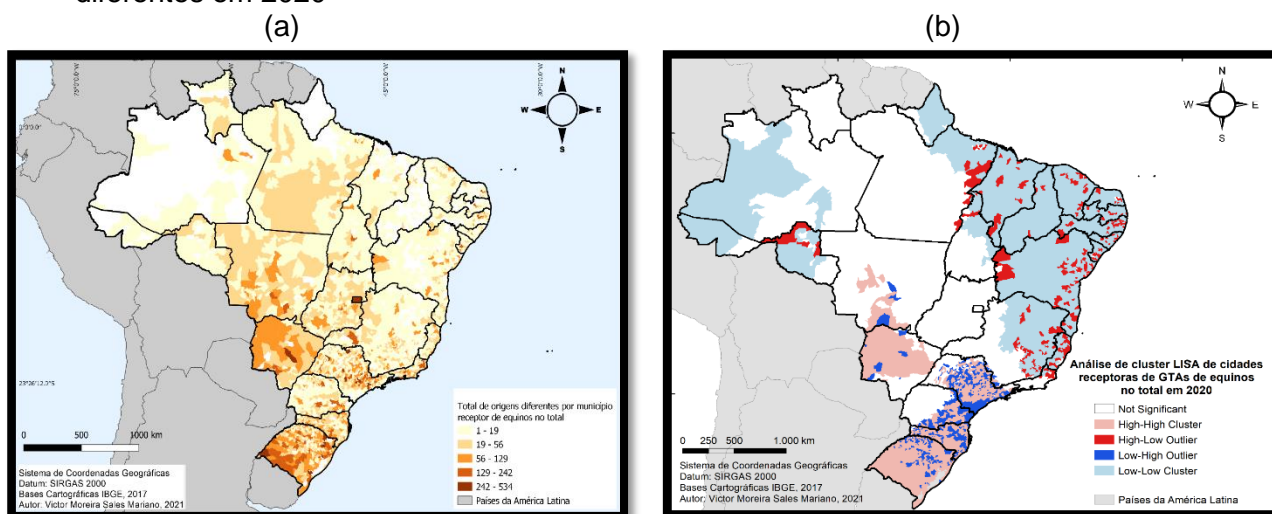 diferentes em 2020
(a)
(b)
N
W E
S
Total de origens diferentes por município
receptor de equinos no total
1 - 19
19 - 56
56 - 129
129 - 242
242 - 534
Países da América Latina
0 500 1000 km
Sistema de Coordenadas Geográficas
Datum: SIRGAS 2000
Bases Cartográficas IBGE, 2017
Autor: Victor Moreira Sales Mariano, 2021
N
W E
S
Análise de cluster LISA de cidades
receptoras de GTAs de equinos
no total em 2020
Not Significant
High-High Cluster
High-Low Outlier
Low-High Outlier
Low-Low Cluster
Países da América Latina
0 250 500 1.000 km
Sistema de Coordenadas Geográficas
Datum: SIRGAS 2000
Bases Cartográficas IBGE, 2017
Autor: Victor Moreira Sales Mariano, 2021